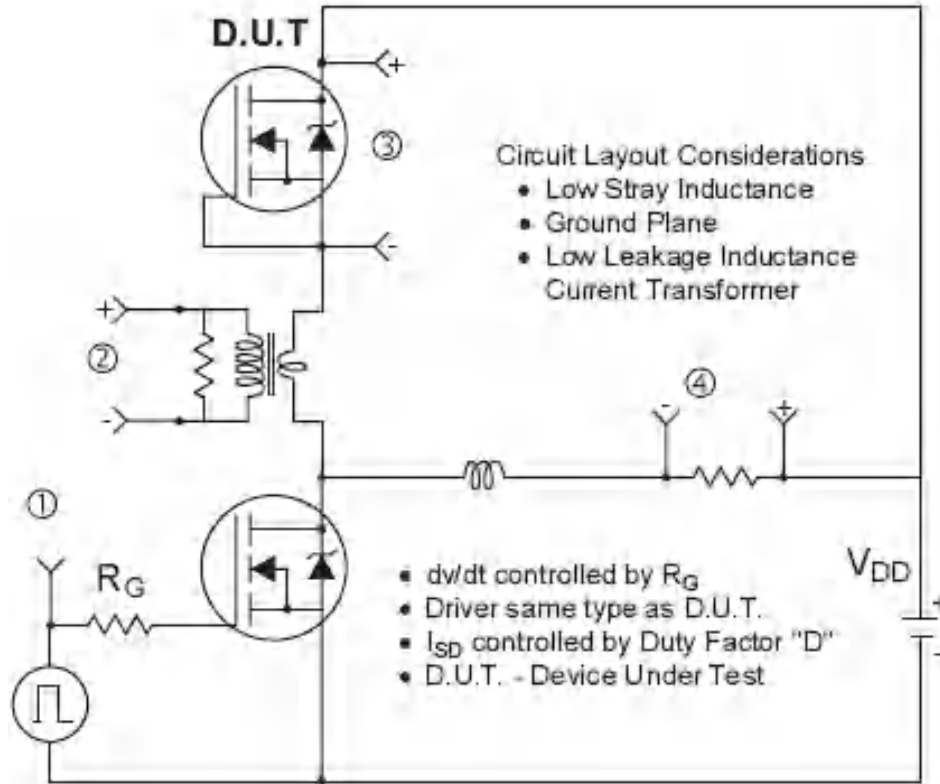 D.U.T
+
③
-
Circuit Layout Considerations
• Low Stray Inductance
• Ground Plane
• Low Leakage Inductance
Current Transformer
+
②
-
④
- +
①
RG
VDD
+
-
• dv/dt controlled by RG
• Driver same type as D.U.T.
• ISD controlled by Duty Factor "D"
• D.U.T. - Device Under Test